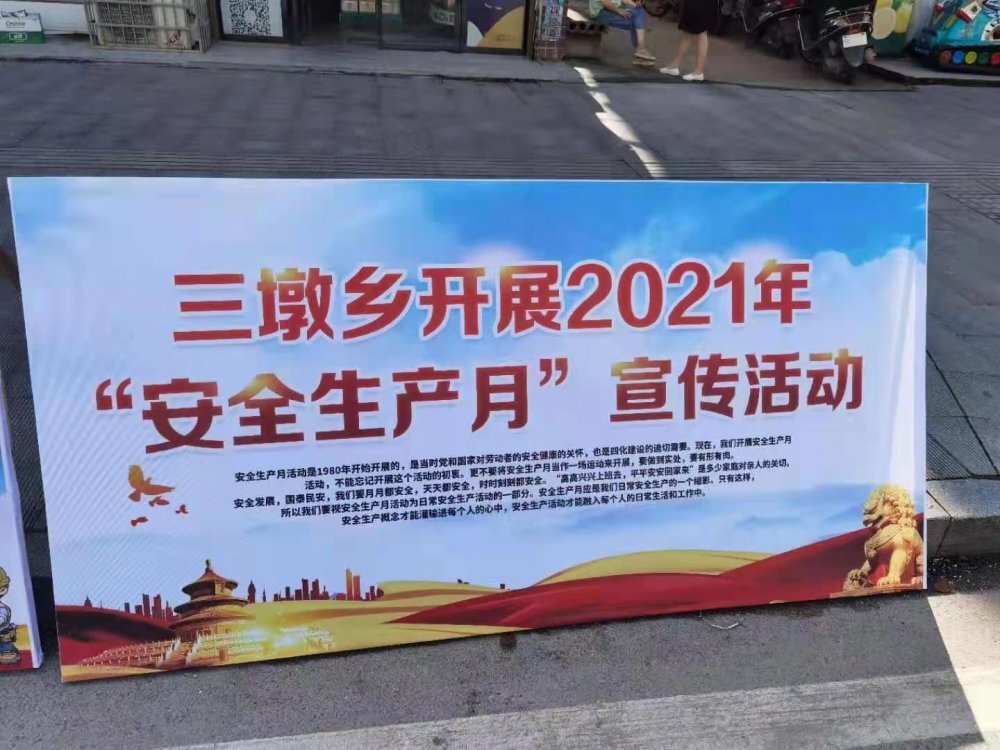 三墩乡开展2021年
“安全生产月”宣传活动
安全生产月活动是1980年开始开展的，是当时党和国家对劳动者的安全健康的关怀，也是四化建设的迫切需要。现在，我们开展安全生产月
活动，不能忘记开展这个活动的初衷。更不要将安全生产月当作一场运动来开展，要做到实处，要有形有肉。
安全发展，国泰民安，我们要月月都安全，天天都安全，时时刻刻都安全。“高高兴兴上班去，平平安安回家来”是多少家庭对亲人的关切。
所以我们要视安全生产月活动为日常安全生产活动的一部分。安全生产月应是我们日常安全生产的一个缩影。只有这样，
安全生产概念才能灌输进每个人的心中，安全生产活动才能融入每个人的日常生活和工作中。